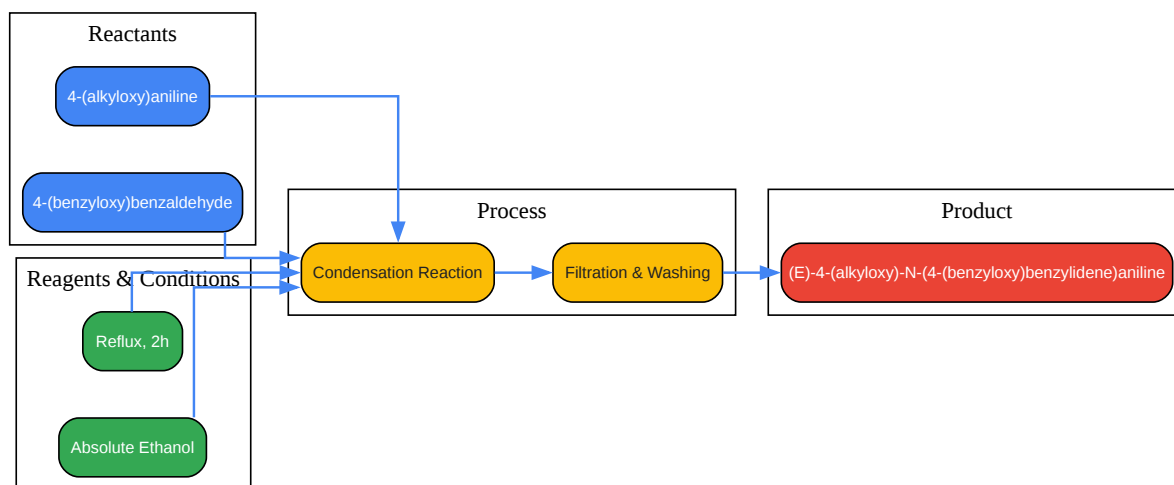 Reactants
4-(alkyloxy)aniline
4-(benzyloxy)benzaldehyde
Reagents & Conditions
Reflux, 2h
Absolute Ethanol
Process
Condensation Reaction
Filtration & Washing
Product
(E)-4-(alkyloxy)-N-(4-(benzyloxy)benzylidene)aniline